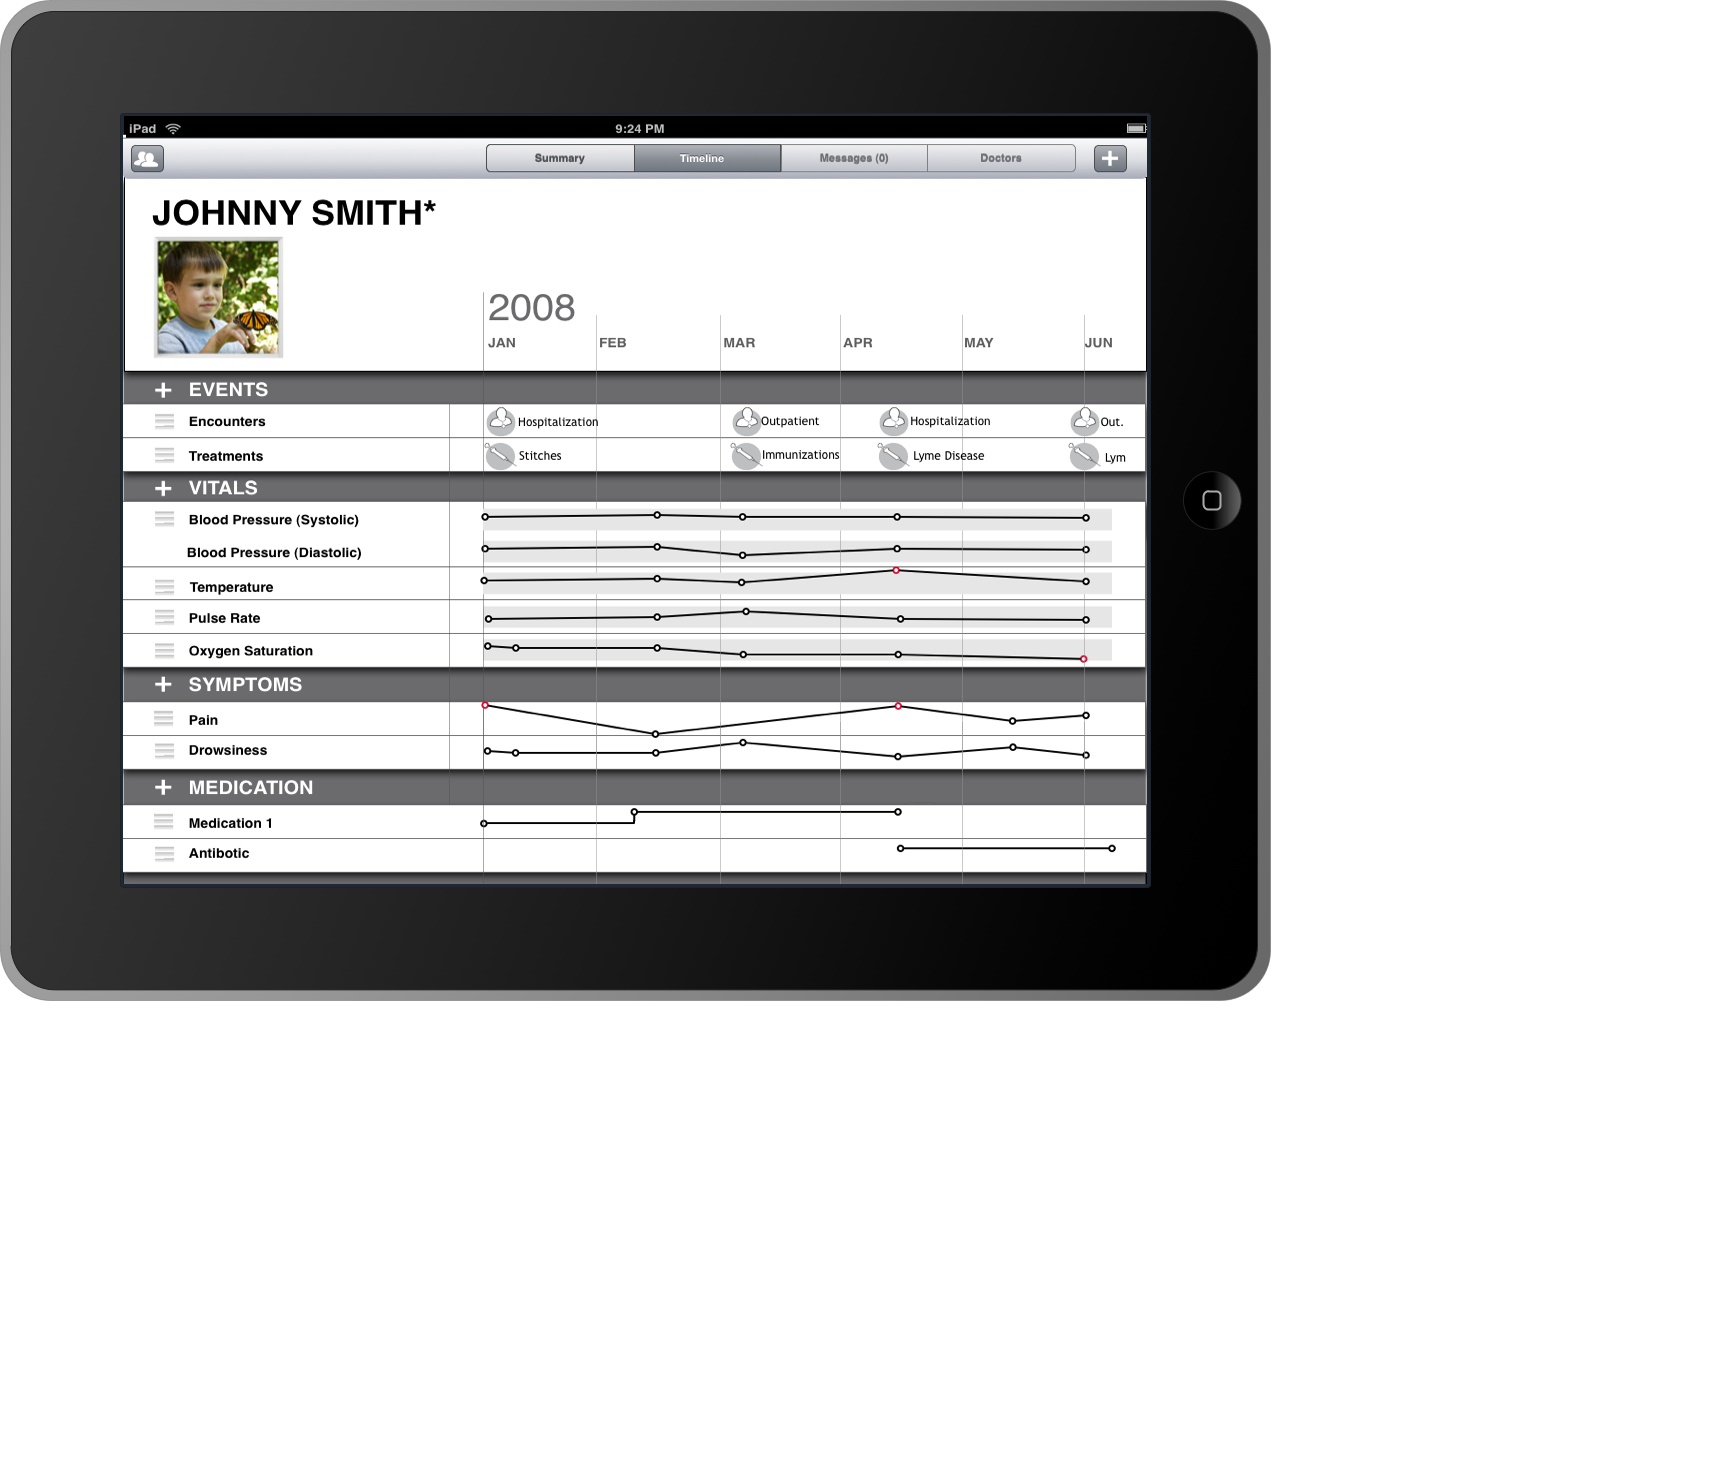 iPad 9:24 PM
Summary Timeline Messages (0) Doctors
JOHNNY SMITH*
2008
JAN FEB MAR APR MAY JUN
EVENTS
Encounters Hospitalization Outpatient Hospitalization Out.
Treatments Stitches Immunizations Lyme Disease Lym
VITALS
Blood Pressure (Systolic)
Blood Pressure (Diastolic)
Temperature
Pulse Rate
Oxygen Saturation
SYMPTOMS
Pain
Drowsiness
MEDICATION
Medication 1
Antibotic